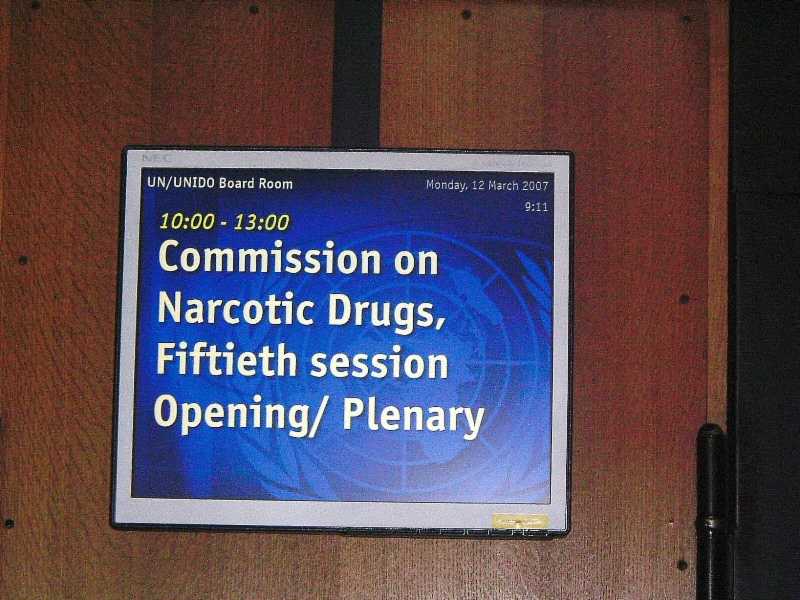 NEC
UN/UNIDO Board Room
Monday, 12 March 2007
9:11
10:00 - 13:00
Commission on
Narcotic Drugs,
Fiftieth session
Opening/ Plenary